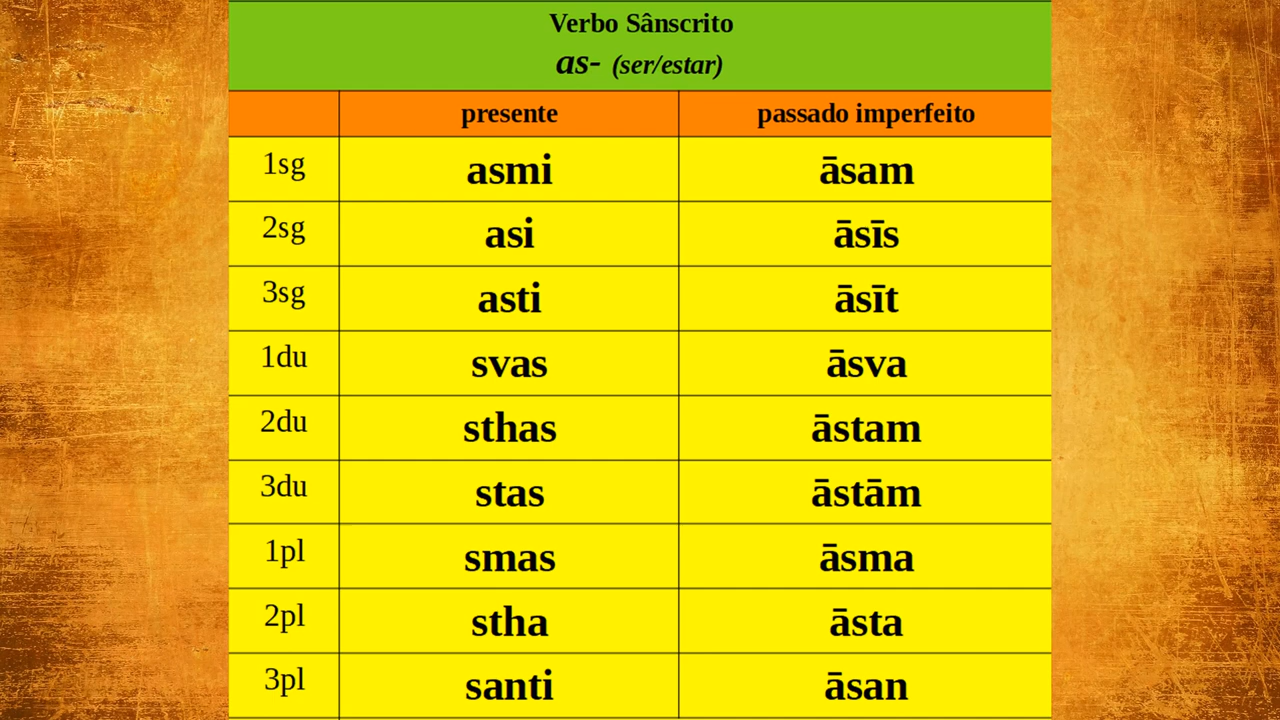 Verbo Sânscrito
as- (ser/estar)
presente passado imperfeito
1sg asmi āsam
2sg asi āsīs
3sg asti āsīt
1du svas āsva
2du sthas āstam
3du stas āstām
1pl smas āsma
2pl stha āsta
3pl santi āsan